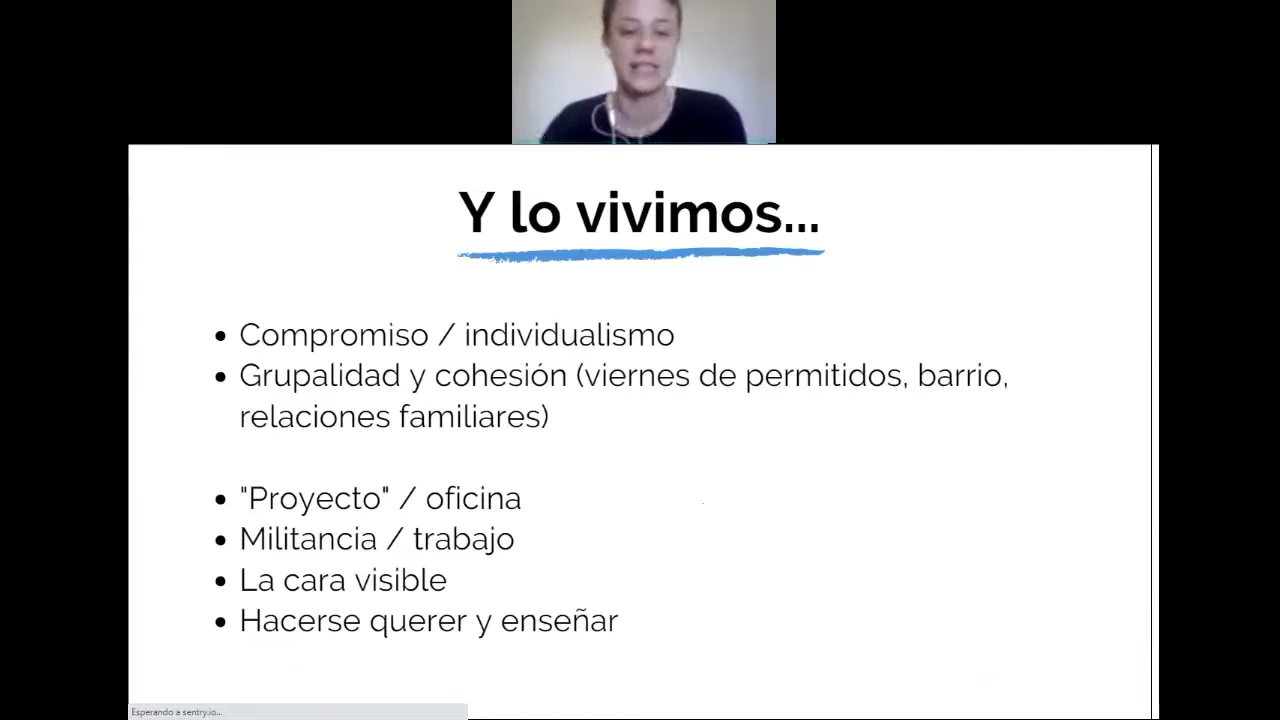 Y lo vivimos...
• Compromiso / individualismo
• Grupalidad y cohesión (viernes de permitidos, barrio,
relaciones familiares)
• "Proyecto" / oficina
• Militancia / trabajo
• La cara visible
• Hacerse querer y enseñar
Esperando a sentry.io...